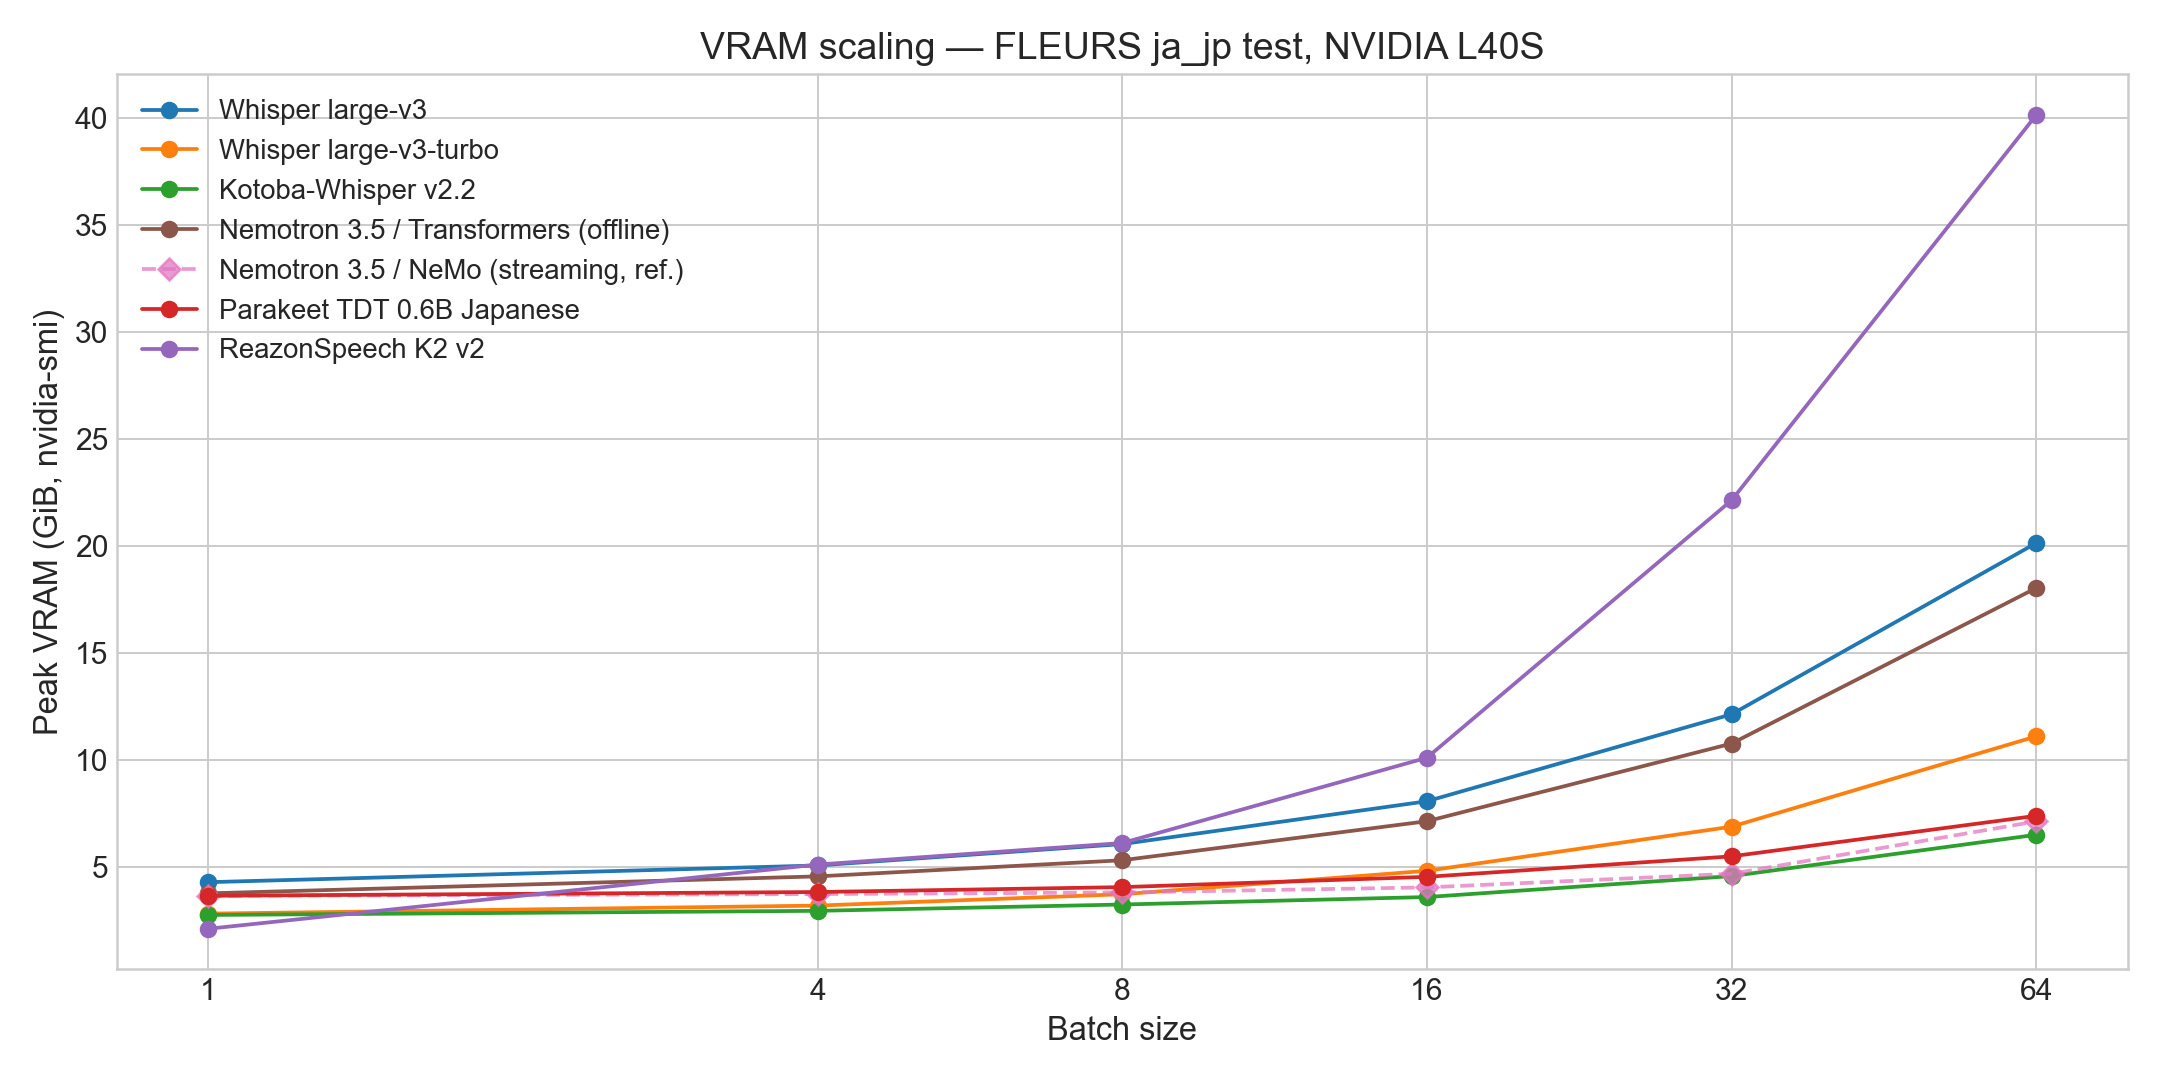 VRAM scaling — FLEURS ja_jp test, NVIDIA L40S
Whisper large-v3
Whisper large-v3-turbo
Kotoba-Whisper v2.2
Nemotron 3.5 / Transformers (offline)
Nemotron 3.5 / NeMo (streaming, ref.)
Parakeet TDT 0.6B Japanese
ReazonSpeech K2 v2
Peak VRAM (GiB, nvidia-smi)
40
35
30
25
20
15
10
5
1 4 8 16 32 64
Batch size